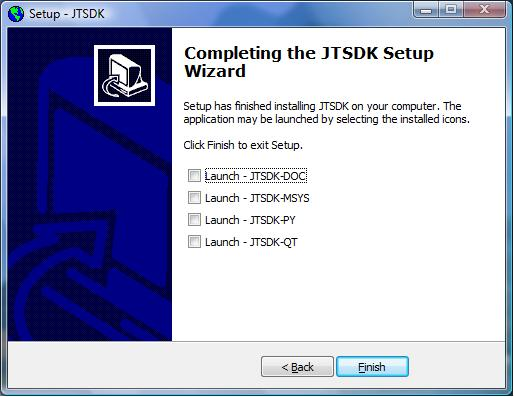 Setup - JTSDK
Completing the JTSDK Setup
Wizard
Setup has finished installing JTSDK on your computer. The
application may be launched by selecting the installed icons.
Click Finish to exit Setup.
Launch - JTSDK-DOC
Launch - JTSDK-MSYS
Launch - JTSDK-PY
Launch - JTSDK-QT
< Back
Finish